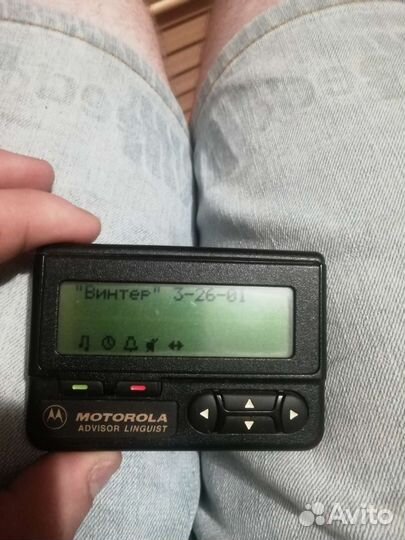 "Винтер" 3-26-01
MOTOROLA
ADVISOR LINGUIST
Avito